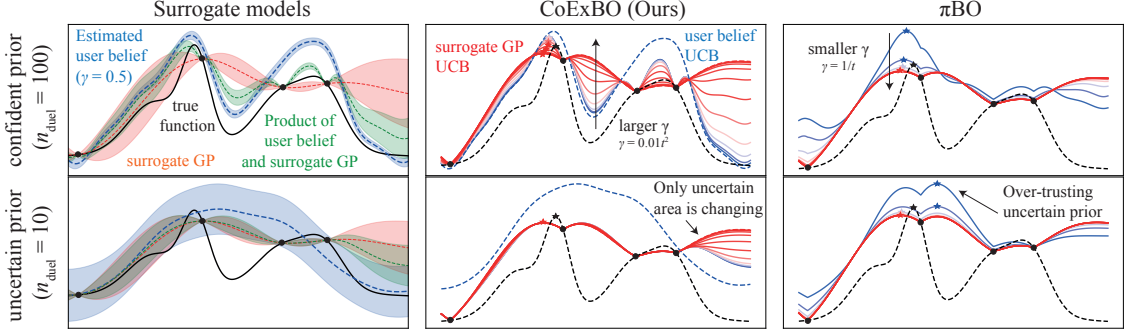 Surrogate models
CoExBO (Ours)
πBO
confident prior
(n_duel = 100)
Estimated
user belief
(γ = 0.5)
true
function
surrogate GP
Product of
user belief
and surrogate GP
surrogate GP
UCB
user belief
UCB
larger γ
γ = 0.01t²
smaller γ
γ = 1/t
uncertain prior
(n_duel = 10)
Only uncertain
area is changing
Over-trusting
uncertain prior